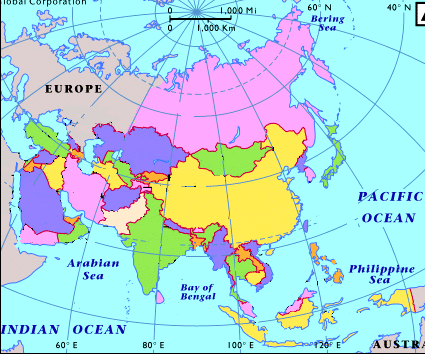 Global Corporation
0 1,000 Mi
0 1,000 Km
60° N
40° N
Bering
Sea
EUROPE
PACIFIC
OCEAN
Arabian
Sea
Philippine
Sea
Bay of
Bengal
INDIAN OCEAN
60° E
80° E
100° E
120° E
AUSTRA